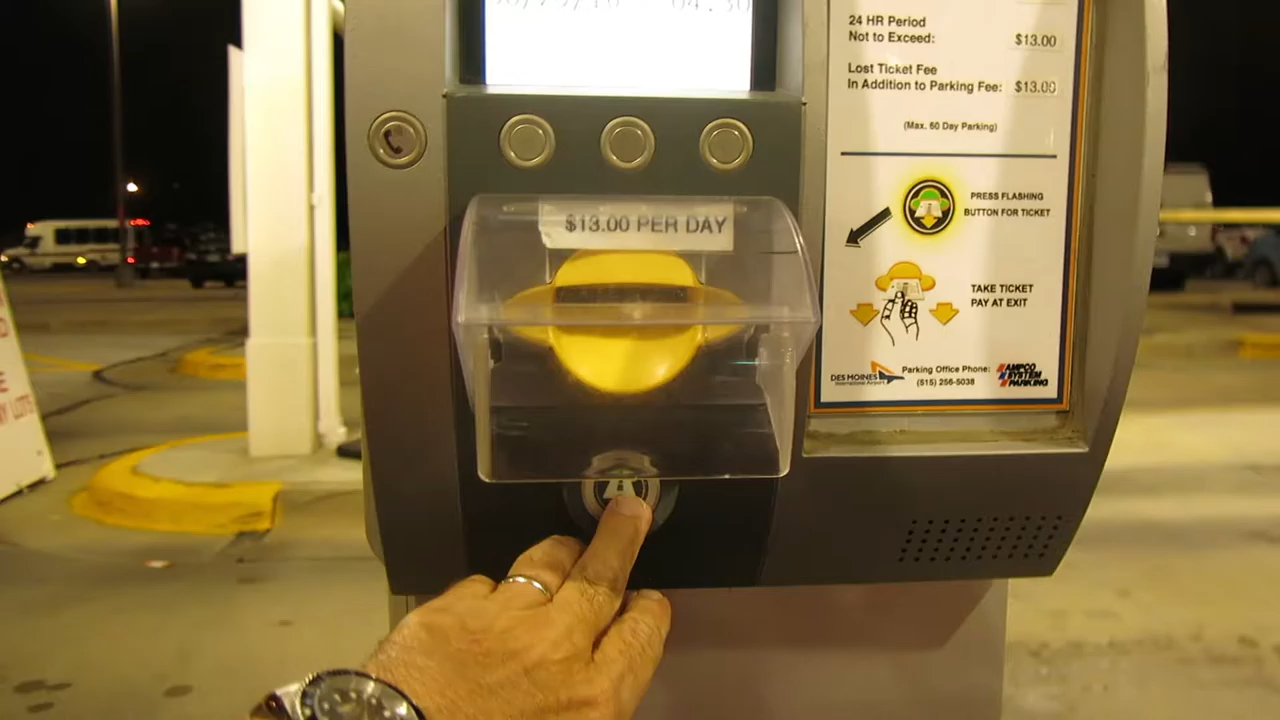 04:30
24 HR Period
Not to Exceed:
$13.00
Lost Ticket Fee
In Addition to Parking Fee:
$13.00
(Max. 60 Day Parking)
$13.00 PER DAY
PRESS FLASHING
BUTTON FOR TICKET
TAKE TICKET
PAY AT EXIT
DES MOINES
International Airport
Parking Office Phone:
(515) 256-5038
AMPCO
SYSTEM
PARKING